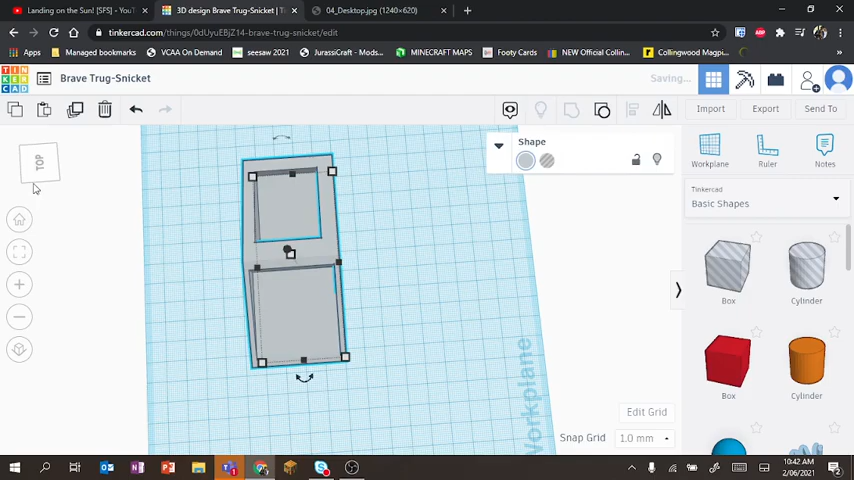 Landing on the Sun! [SFS] - YouT
3D design Brave Trug-Snicket | T
04_Desktop.jpg (1240×620)
tinkercad.com/things/0dUyuEBjZ14-brave-trug-snicket/edit
Apps
Managed bookmarks
VCAA On Demand
seesaw 2021
JurassiCraft - Mods...
MINECRAFT MAPS
Footy Cards
NEW Official Collin...
Collingwood Magpi...
TIN
KER
CAD
Brave Trug-Snicket
Saving...
Import
Export
Send To
TOP
Shape
Workplane
Ruler
Notes
Tinkercad
Basic Shapes
Box
Cylinder
Box
Cylinder
Workplane
Edit Grid
Snap Grid
1.0 mm
10:42 AM
2/06/2021
2